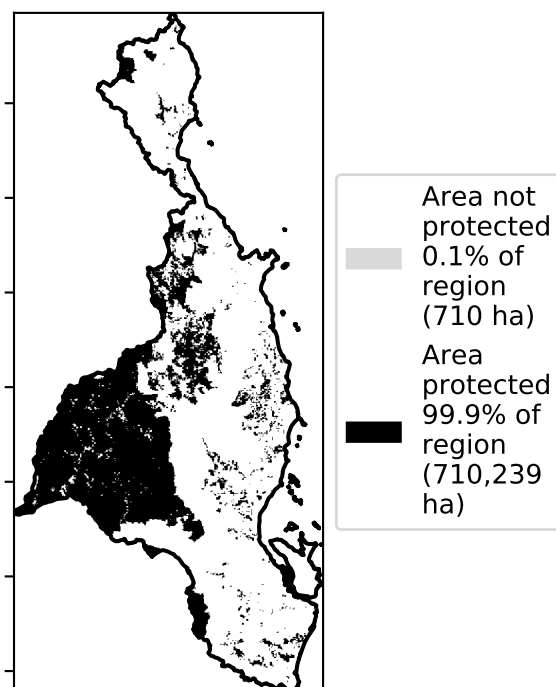 Area not
protected
0.1% of
region
(710 ha)
Area
protected
99.9% of
region
(710,239
ha)